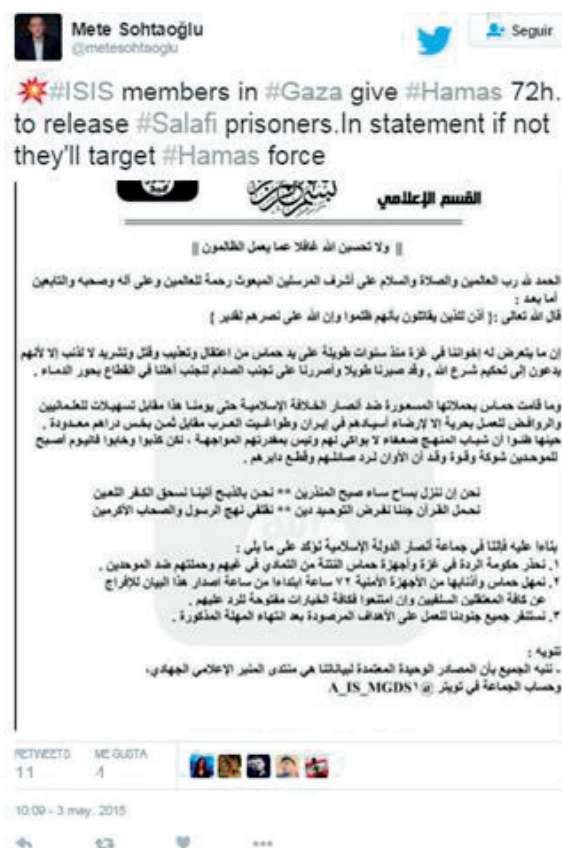 Mete Sohtaoğlu
@metesohtaoglu
Seguir
💥#ISIS members in #Gaza give #Hamas 72h.
to release #Salafi prisoners.In statement if not
they'll target #Hamas force
القسم الإعلامي
|| ولا تحسبن الله غافلا عما يعمل الظالمون ||
الحمد لله رب العالمين والصلاة والسلام على أشرف المرسلين المبعوث رحمة للعالمين وعلى آله وصحبه والتابعين
أما بعد :
قال الله تعالى :{ أذن للذين يقاتلون بأنهم ظلموا وإن الله على نصرهم لقدير }
إن ما يتعرض له إخواننا في غزة منذ سنوات طويلة على يد حماس من اعتقال وتعذيب وقتل وتشريد لا لذنب إلا لأنهم
يدعون إلى تحكيم شرع الله . وقد صبرنا طويلا وأصررنا على تجنب الصدام لتجنب أهلنا في القطاع بحور الدماء .
وما قامت حماس بحملاتها المسعورة ضد أنصار الخلافة الإسلامية حتى يومنا هذا مقابل تسهيلات للعلمانيين
والروافض للعمل بحرية إلا لإرضاء أسيادهم في إيران وطواغيت العرب مقابل ثمن بخس دراهم معدودة .
حينها ظنوا أن شباب المنهج ضعفاء لا بواكي لهم وليس بمقدرتهم المواجهة ، لكن كذبوا وخابوا فاليوم أصبح
للموحدين شوكة وقوة وقد آن الأوان لرد صائلهم وقطع دابرهم .
نحن إن ننزل بساح ساء صبح المنذرين ** نحن بالذبح أتينا نسحق الكفر اللعين
نحمل القرآن جئنا نفرض التوحيد دين ** نقتفي نهج الرسول والصحاب الأكرمين
بناءا عليه فإننا في جماعة أنصار الدولة الإسلامية نؤكد على ما يلي :
١. نحذر حكومة الردة في غزة وأجهزة حماس النتنة من التمادي في غيهم وحملتهم ضد الموحدين .
٢. نمهل حماس وأذنابها من الأجهزة الأمنية ٧٢ ساعة ابتداءا من ساعة اصدار هذا البيان للإفراج
عن كافة المعتقلين السلفيين وان امتنعوا فكافة الخيارات مفتوحة للرد عليهم .
٣. نستنفر جميع جنودنا للعمل على الأهداف المرصودة بعد انتهاء المهلة المذكورة .
تنويه :
- ننبه الجميع بأن المصادر الوحيدة المعتمدة لبياناتنا هي منتدى المنبر الإعلامي الجهادي،
وحساب الجماعة في تويتر @A_IS_MGDS١
RETWEETS ME GUSTA
11 4
10:09 - 3 may. 2015